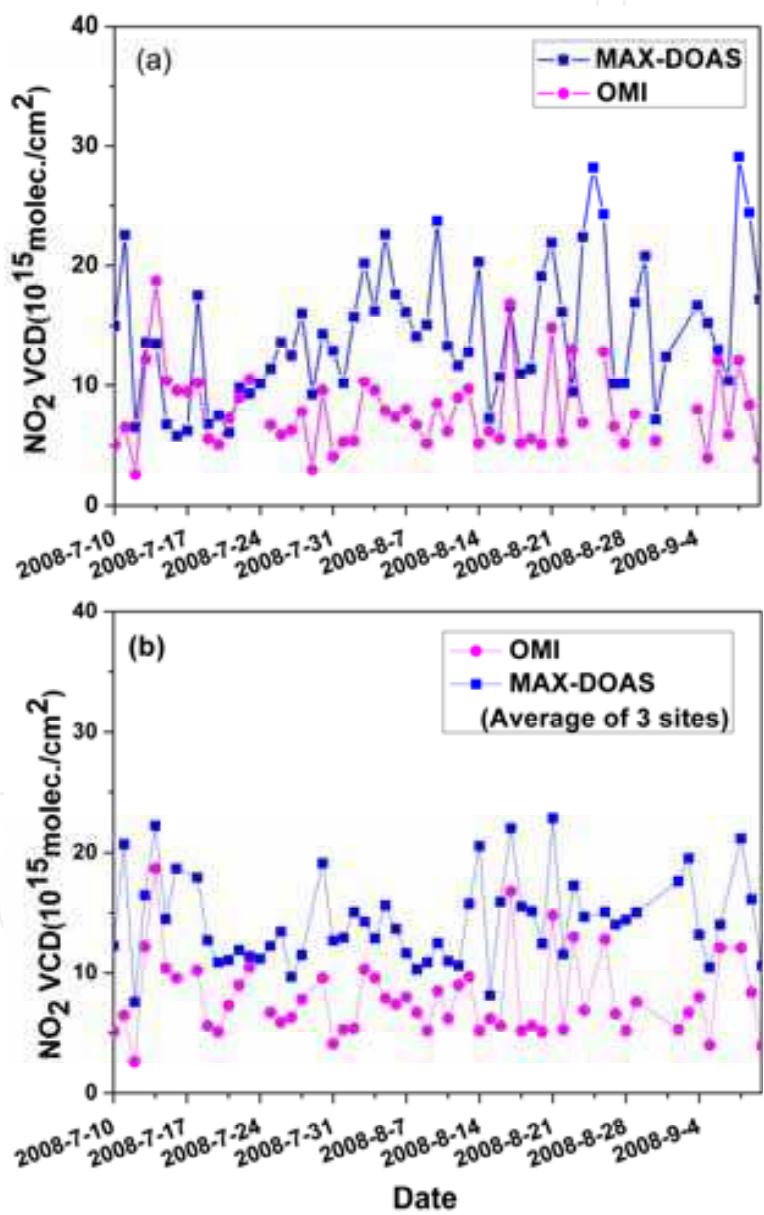 40
(a)
MAX-DOAS
OMI
30
20
10
0
NO2 VCD(10^15molec./cm^2)
2008-7-10
2008-7-17
2008-7-24
2008-7-31
2008-8-7
2008-8-14
2008-8-21
2008-8-28
2008-9-4
40
(b)
OMI
MAX-DOAS
(Average of 3 sites)
30
20
10
0
NO2 VCD(10^15molec./cm^2)
2008-7-10
2008-7-17
2008-7-24
2008-7-31
2008-8-7
2008-8-14
2008-8-21
2008-8-28
2008-9-4
Date